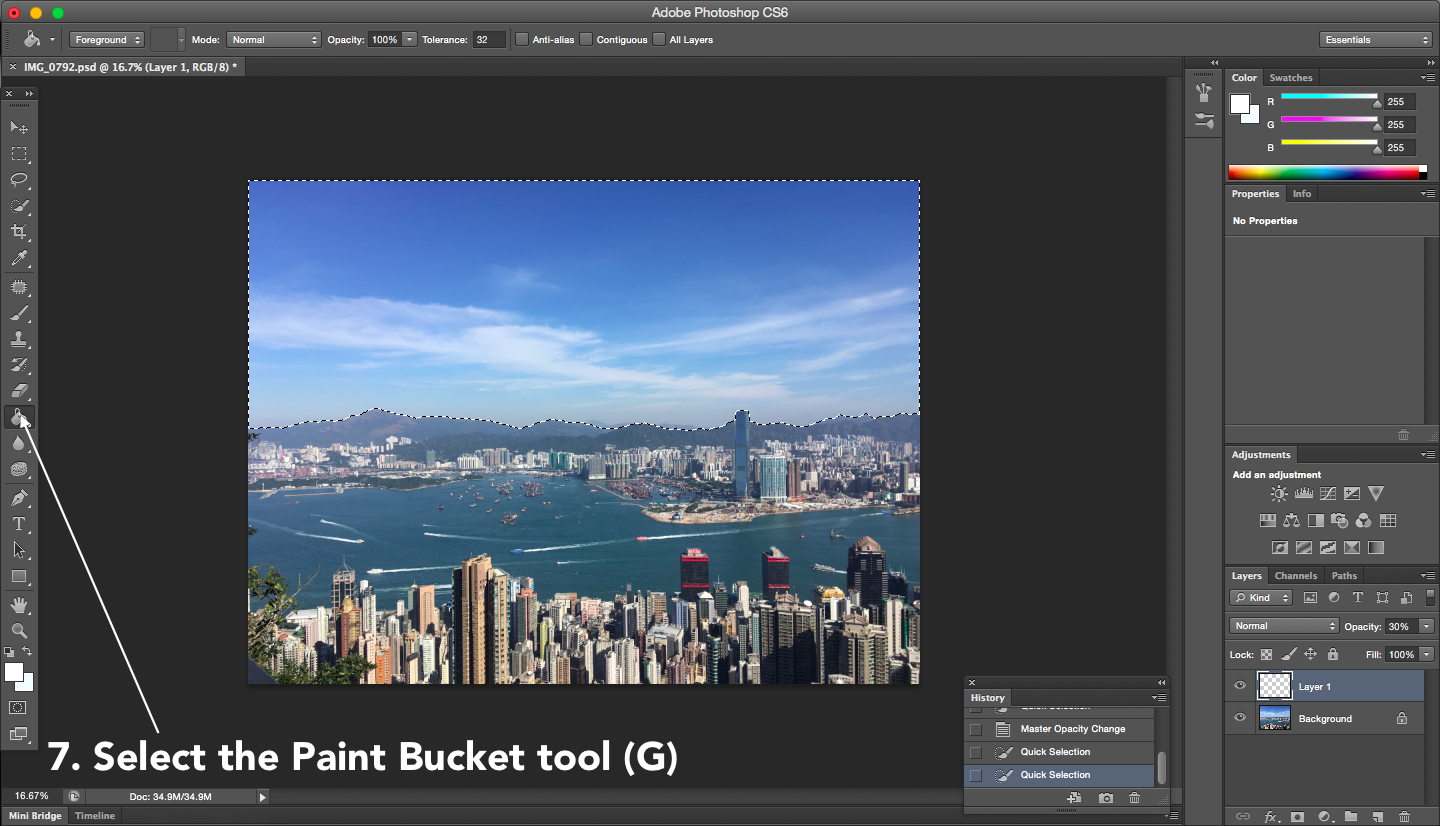 Adobe Photoshop CS6
Foreground Mode: Normal Opacity: 100% Tolerance: 32 Anti-alias Contiguous All Layers Essentials
× IMG_0792.psd @ 16.7% (Layer 1, RGB/8) *
Color Swatches
R 255
G 255
B 255
Properties Info
No Properties
Adjustments
Add an adjustment
Layers Channels Paths
Kind T
Normal Opacity: 30%
Lock: Fill: 100%
Layer 1
Background
fx
T
History
Quick Selection
Master Opacity Change
Quick Selection
Quick Selection
7. Select the Paint Bucket tool (G)
16.67% Doc: 34.9M/34.9M
Mini Bridge Timeline